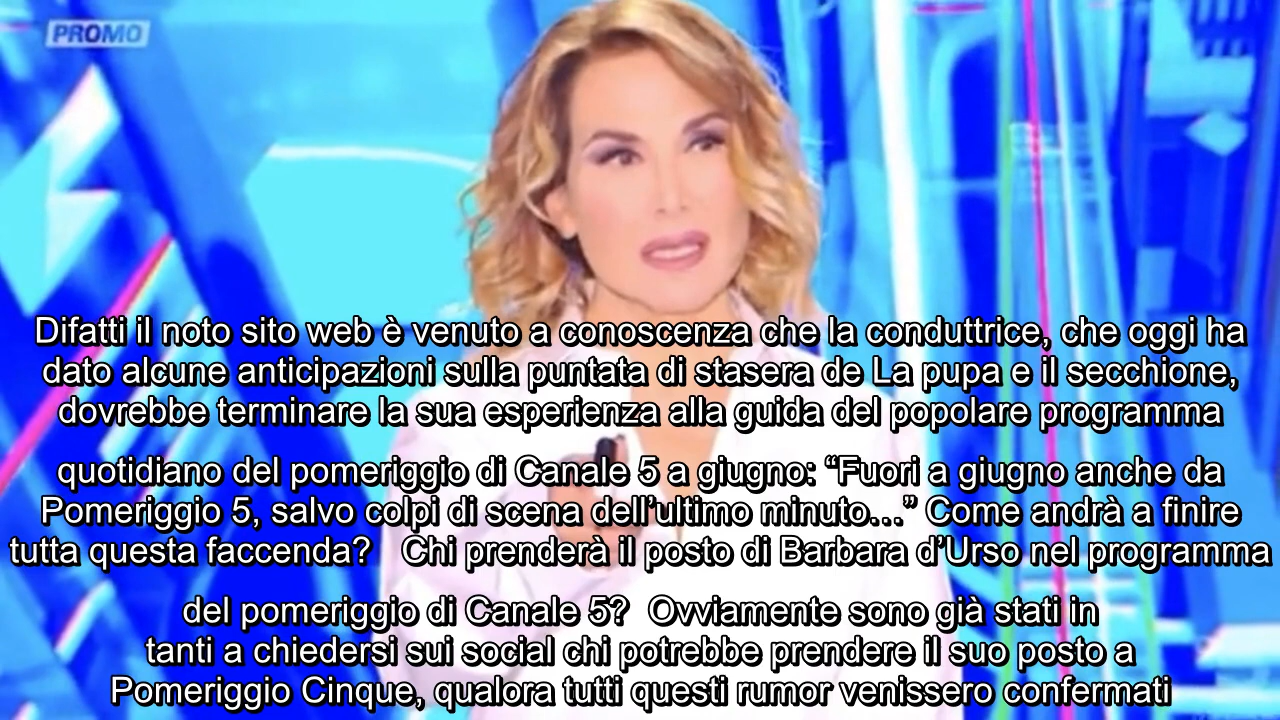 PROMO
Difatti il noto sito web è venuto a conoscenza che la conduttrice, che oggi ha
dato alcune anticipazioni sulla puntata di stasera de La pupa e il secchione,
dovrebbe terminare la sua esperienza alla guida del popolare programma
quotidiano del pomeriggio di Canale 5 a giugno: “Fuori a giugno anche da
Pomeriggio 5, salvo colpi di scena dell’ultimo minuto…” Come andrà a finire
tutta questa faccenda?   Chi prenderà il posto di Barbara d’Urso nel programma
del pomeriggio di Canale 5?  Ovviamente sono già stati in
tanti a chiedersi sui social chi potrebbe prendere il suo posto a
Pomeriggio Cinque, qualora tutti questi rumor venissero confermati